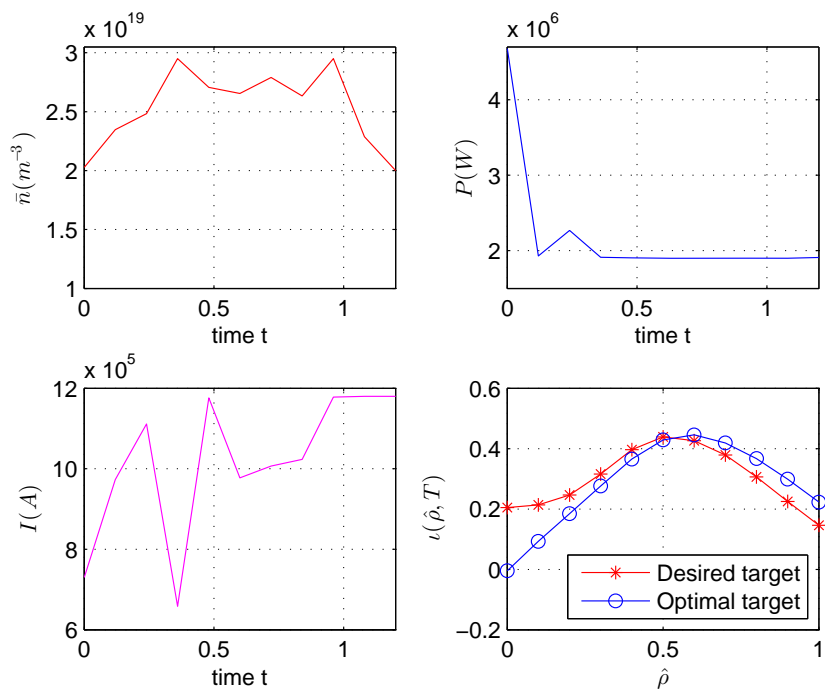 x 10^19
3
2.5
2
1.5
1
n̄(m^−3)
0
0.5
1
time t
x 10^6
4
3
2
P(W)
0
0.5
1
time t
x 10^5
12
10
8
6
I(A)
0
0.5
1
time t
0.6
0.4
0.2
0
−0.2
ι(ρ̂, T)
Desired target
Optimal target
0
0.5
1
ρ̂